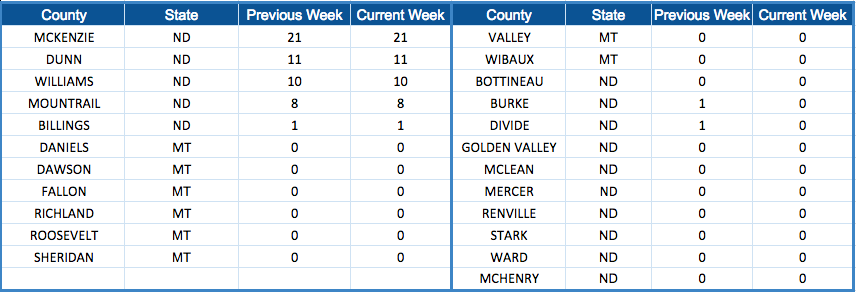 County State Previous Week Current Week County State Previous Week Current Week
MCKENZIE ND 21 21 VALLEY MT 0 0
DUNN ND 11 11 WIBAUX MT 0 0
WILLIAMS ND 10 10 BOTTINEAU ND 0 0
MOUNTRAIL ND 8 8 BURKE ND 1 0
BILLINGS ND 1 1 DIVIDE ND 1 0
DANIELS MT 0 0 GOLDEN VALLEY ND 0 0
DAWSON MT 0 0 MCLEAN ND 0 0
FALLON MT 0 0 MERCER ND 0 0
RICHLAND MT 0 0 RENVILLE ND 0 0
ROOSEVELT MT 0 0 STARK ND 0 0
SHERIDAN MT 0 0 WARD ND 0 0
MCHENRY ND 0 0